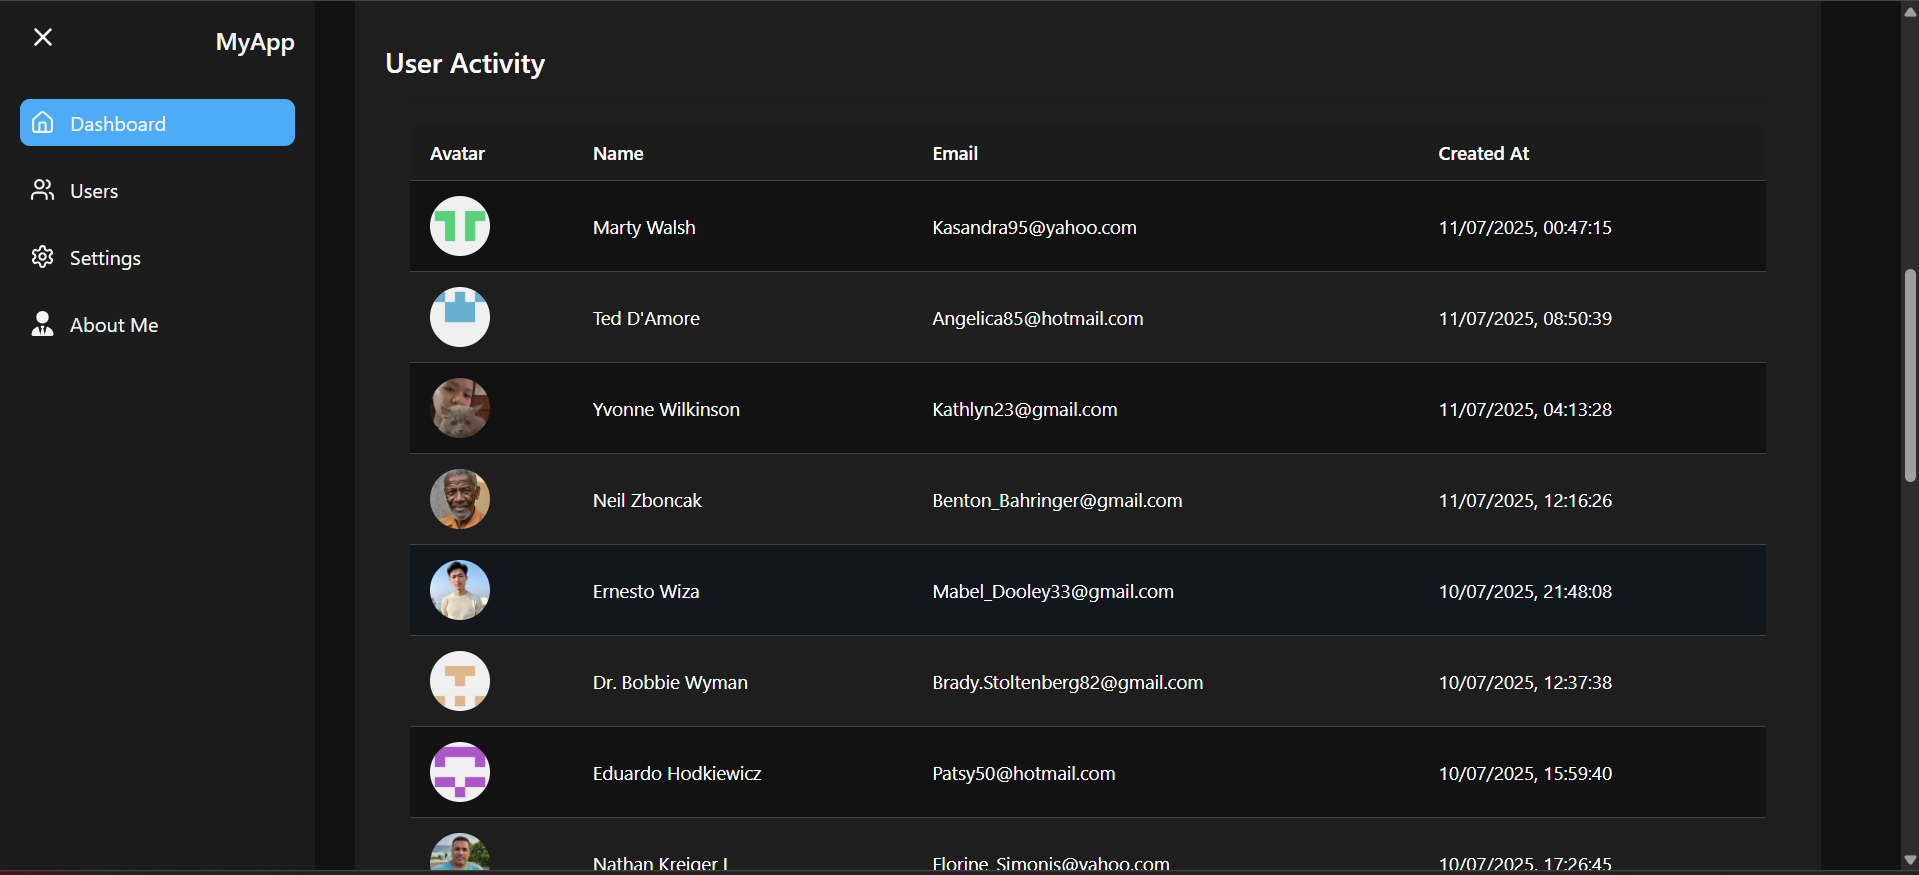 MyApp
Dashboard
Users
Settings
About Me
User Activity
Avatar Name Email Created At
Marty Walsh Kasandra95@yahoo.com 11/07/2025, 00:47:15
Ted D'Amore Angelica85@hotmail.com 11/07/2025, 08:50:39
Yvonne Wilkinson Kathlyn23@gmail.com 11/07/2025, 04:13:28
Neil Zboncak Benton_Bahringer@gmail.com 11/07/2025, 12:16:26
Ernesto Wiza Mabel_Dooley33@gmail.com 10/07/2025, 21:48:08
Dr. Bobbie Wyman Brady.Stoltenberg82@gmail.com 10/07/2025, 12:37:38
Eduardo Hodkiewicz Patsy50@hotmail.com 10/07/2025, 15:59:40
Nathan Kreiger I Florine_Simonis@yahoo.com 10/07/2025, 17:26:45